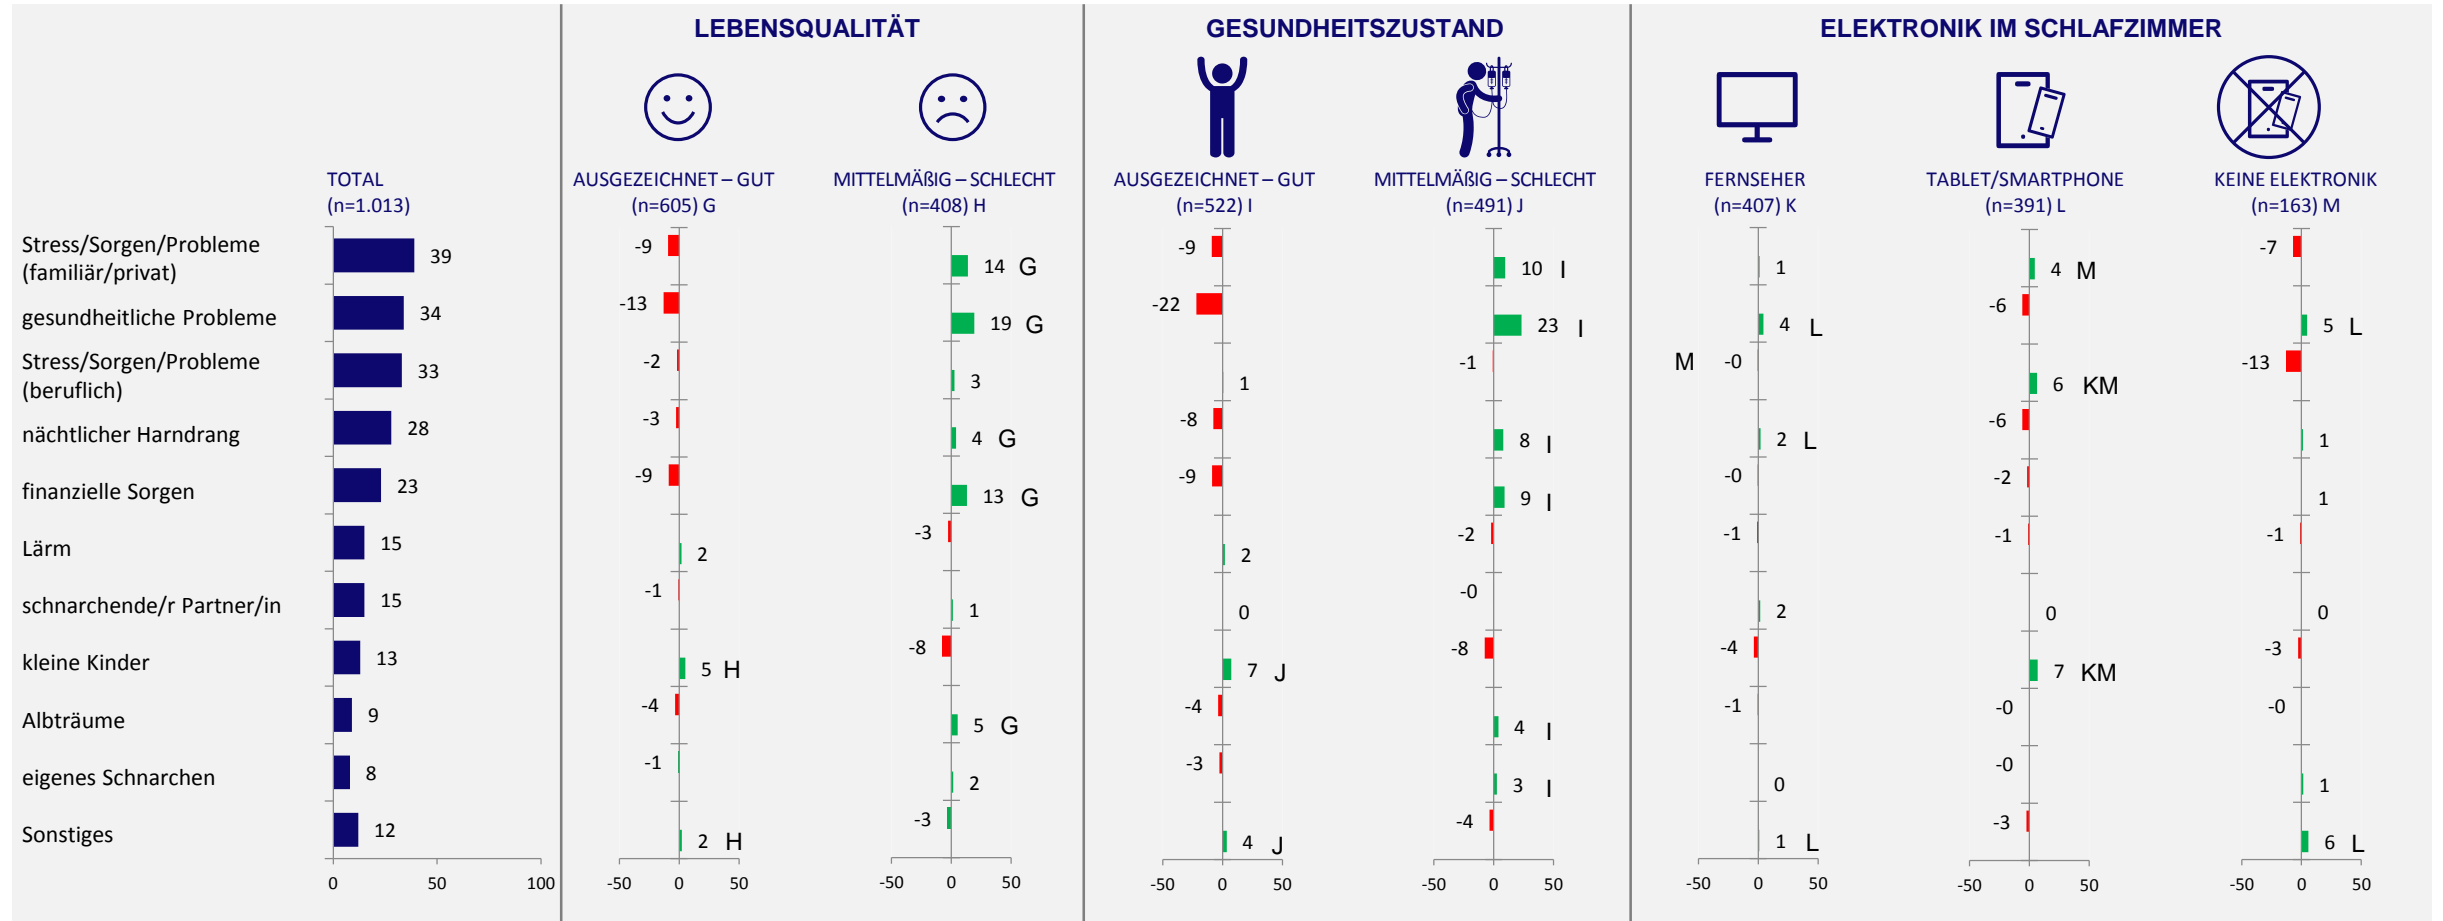 LEBENSQUALITÄT
GESUNDHEITSZUSTAND
ELEKTRONIK IM SCHLAFZIMMER
TOTAL
(n=1.013)
AUSGEZEICHNET – GUT
(n=605) G
MITTELMÄßIG – SCHLECHT
(n=408) H
AUSGEZEICHNET – GUT
(n=522) I
MITTELMÄßIG – SCHLECHT
(n=491) J
FERNSEHER
(n=407) K
TABLET/SMARTPHONE
(n=391) L
KEINE ELEKTRONIK
(n=163) M
Stress/Sorgen/Probleme
(familiär/privat)
39 -9 14 G -9 10 I 1 4 M -7
gesundheitliche Probleme 34 -13 19 G -22 23 I 4 L -6 5 L
Stress/Sorgen/Probleme
(beruflich)
33 -2 3 1 -1 M -0 6 KM -13
nächtlicher Harndrang 28 -3 4 G -8 8 I 2 L -6 1
finanzielle Sorgen 23 -9 13 G -9 9 I -0 -2 1
Lärm 15 2 -3 2 -2 -1 -1 -1
schnarchende/r Partner/in 15 -1 1 0 -0 2 0 0
kleine Kinder 13 5 H -8 7 J -8 -4 7 KM -3
Albträume 9 -4 5 G -4 4 I -1 -0 -0
eigenes Schnarchen 8 -1 2 -3 3 I 0 -0 1
Sonstiges 12 2 H -3 4 J -4 1 L -3 6 L
0 50 100 -50 0 50 -50 0 50 -50 0 50 -50 0 50 -50 0 50 -50 0 50 -50 0 50